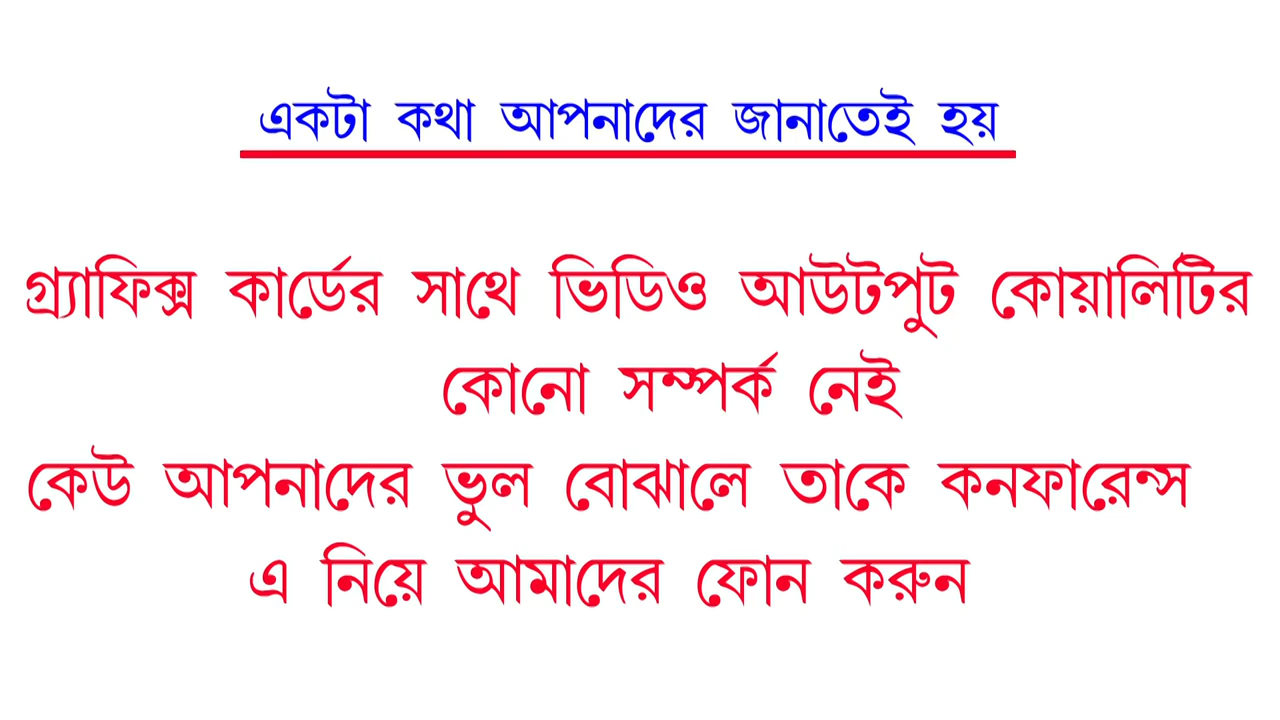 একটা কথা আপনাদের জানাতেই হয়
গ্র্যাফিক্স কার্ডের সাথে ভিডিও আউটপুট কোয়ালিটির
কোনো সম্পর্ক নেই
কেউ আপনাদের ভুল বোঝালে তাকে কনফারেন্স
এ নিয়ে আমাদের ফোন করুন